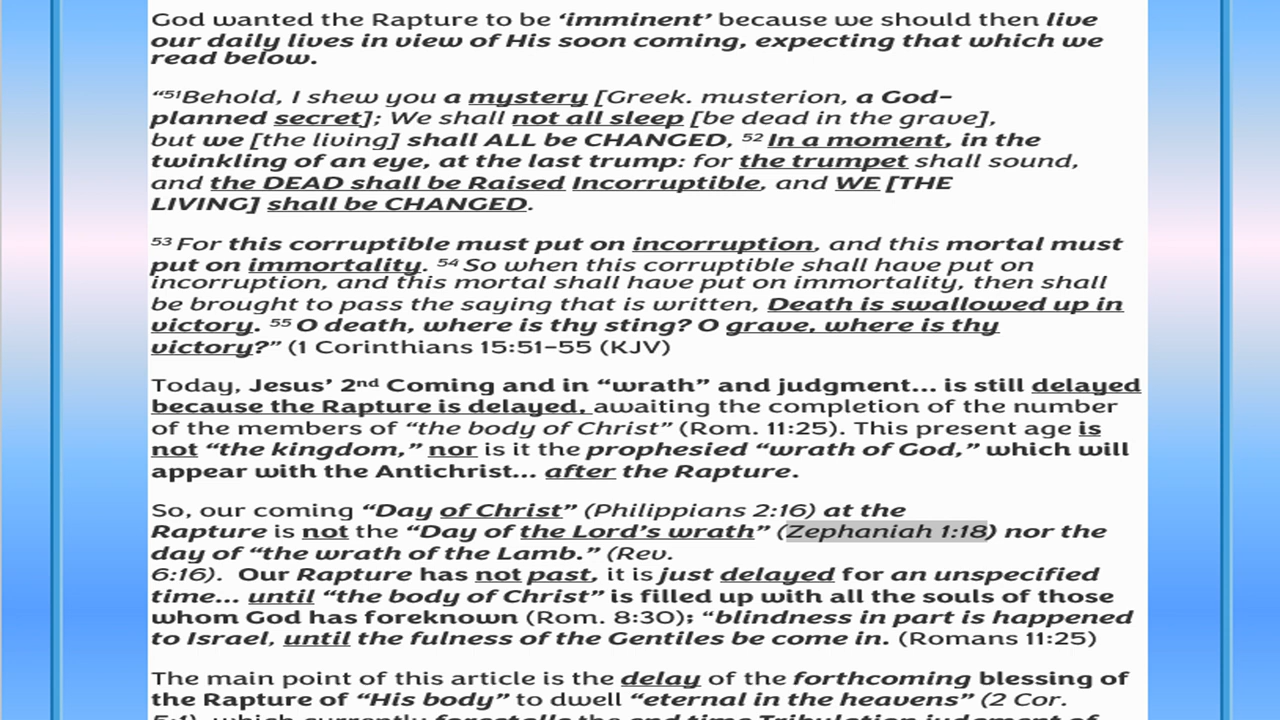 God wanted the Rapture to be ‘imminent’ because we should then live
our daily lives in view of His soon coming, expecting that which we
read below.
“⁵¹Behold, I shew you a mystery [Greek. musterion, a God–
planned secret]; We shall not all sleep [be dead in the grave],
but we [the living] shall ALL be CHANGED, ⁵² In a moment, in the
twinkling of an eye, at the last trump: for the trumpet shall sound,
and the DEAD shall be Raised Incorruptible, and WE [THE
LIVING] shall be CHANGED.
⁵³ For this corruptible must put on incorruption, and this mortal must
put on immortality. ⁵⁴ So when this corruptible shall have put on
incorruption, and this mortal shall have put on immortality, then shall
be brought to pass the saying that is written, Death is swallowed up in
victory. ⁵⁵ O death, where is thy sting? O grave, where is thy
victory?” (1 Corinthians 15:51–55 (KJV)
Today, Jesus’ 2ⁿᵈ Coming and in “wrath” and judgment... is still delayed
because the Rapture is delayed, awaiting the completion of the number
of the members of “the body of Christ” (Rom. 11:25). This present age is
not “the kingdom,” nor is it the prophesied “wrath of God,” which will
appear with the Antichrist... after the Rapture.
So, our coming “Day of Christ” (Philippians 2:16) at the
Rapture is not the “Day of the Lord’s wrath” (Zephaniah 1:18) nor the
day of “the wrath of the Lamb.” (Rev.
6:16). Our Rapture has not past, it is just delayed for an unspecified
time... until “the body of Christ” is filled up with all the souls of those
whom God has foreknown (Rom. 8:30); “blindness in part is happened
to Israel, until the fulness of the Gentiles be come in. (Romans 11:25)
The main point of this article is the delay of the forthcoming blessing of
the Rapture of “His body” to dwell “eternal in the heavens” (2 Cor.
5:1), which currently forestalls the end time Tribulation judgment of